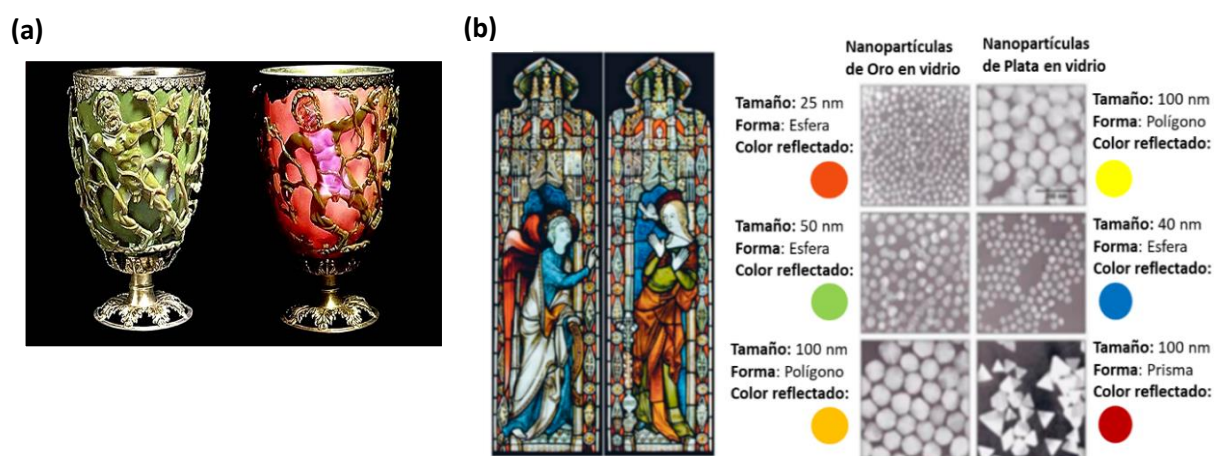 (a)
(b)
Nanopartículas
de Oro en vidrio
Nanopartículas
de Plata en vidrio
Tamaño: 25 nm
Forma: Esfera
Color reflectado:
Tamaño: 100 nm
Forma: Polígono
Color reflectado:
Tamaño: 50 nm
Forma: Esfera
Color reflectado:
Tamaño: 40 nm
Forma: Esfera
Color reflectado:
Tamaño: 100 nm
Forma: Polígono
Color reflectado:
Tamaño: 100 nm
Forma: Prisma
Color reflectado: